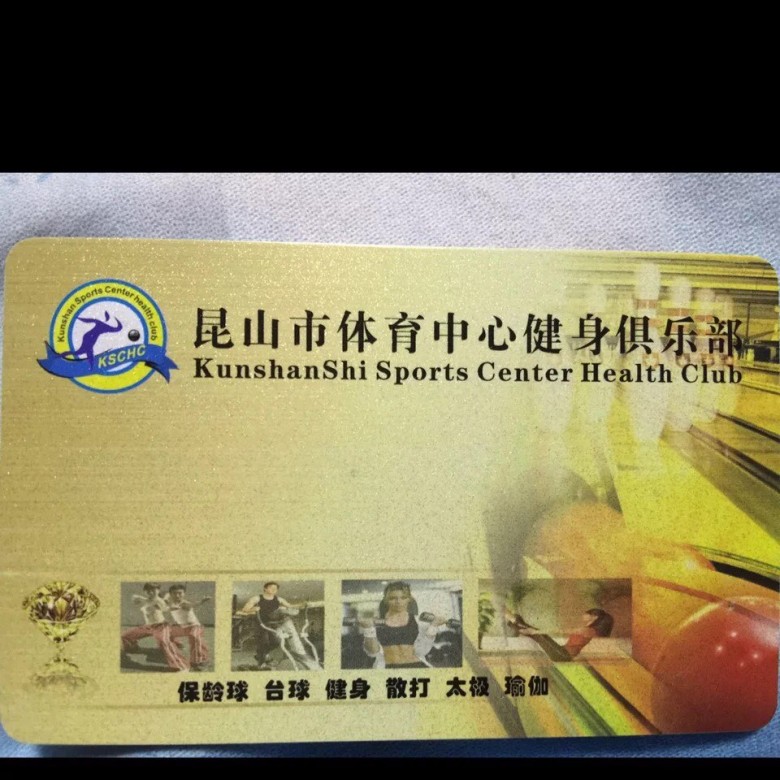 Kunshan Sports Center health club
KSCHC
昆山市体育中心健身俱乐部
KunshanShi Sports Center Health Club
保龄球 台球 健身 散打 太极 瑜伽